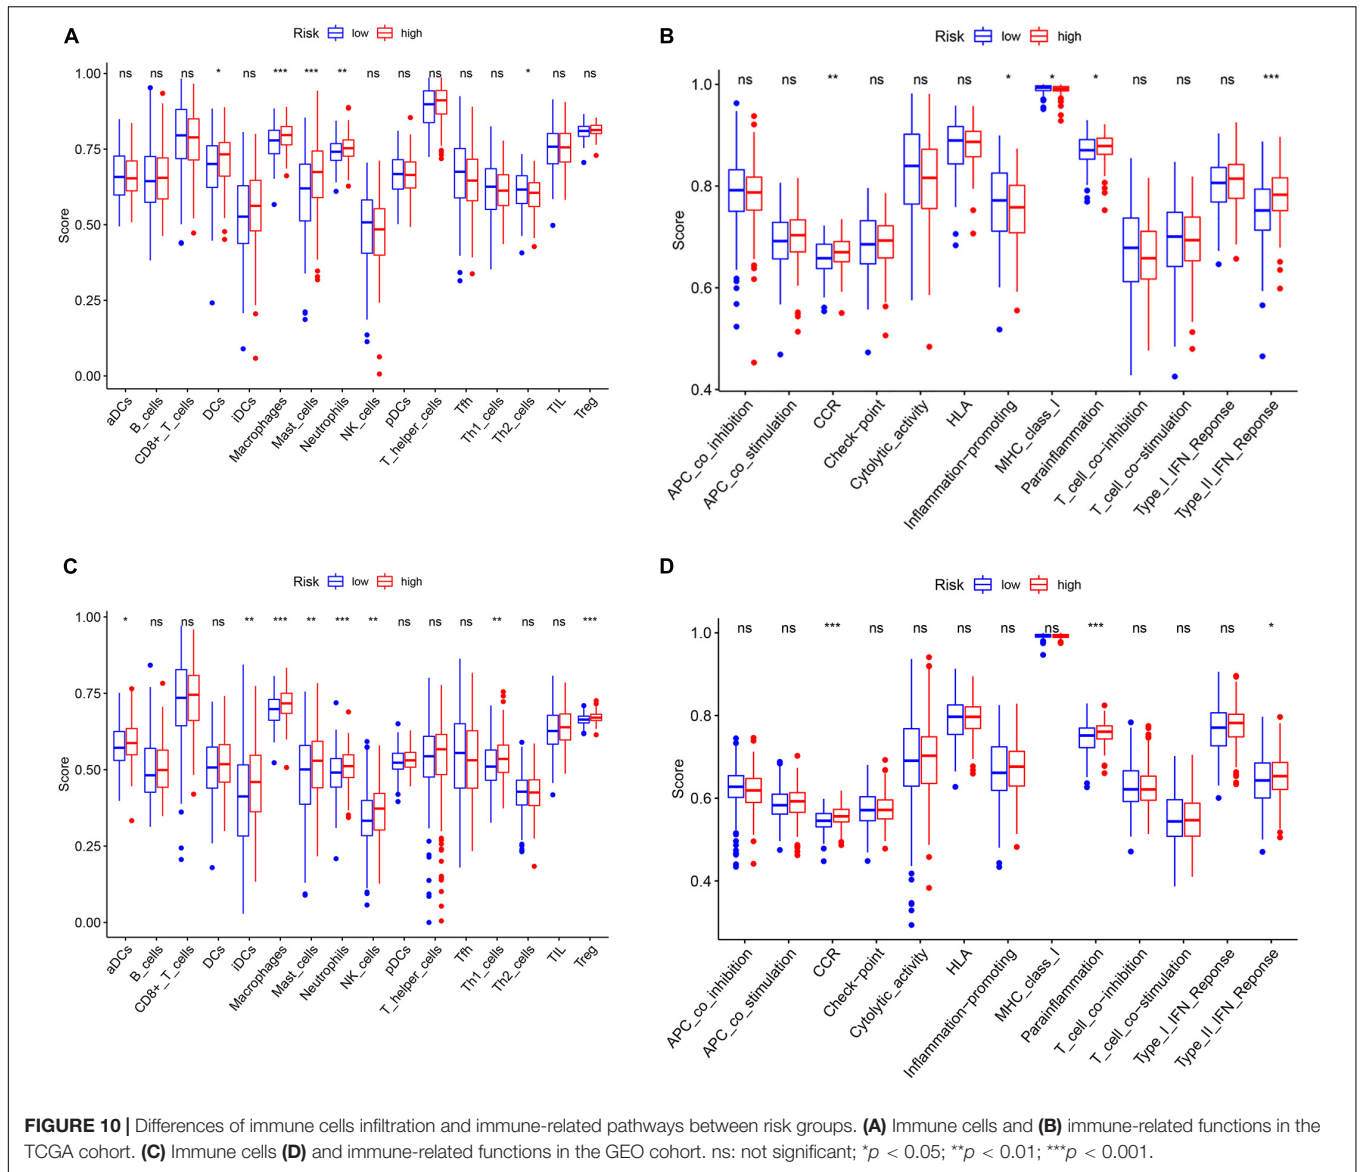 A
Risk low high
ns ns ns * ns *** *** ** ns ns ns ns ns * ns ns
1.00
0.75
0.50
0.25
0.00
Score
aDCs
B_cells
CD8+_T_cells
DCs
iDCs
Macrophages
Mast_cells
Neutrophils
NK_cells
pDCs
T_helper_cells
Tfh
Th1_cells
Th2_cells
TIL
Treg
B
Risk low high
ns ns ** ns ns ns * * * ns ns ns ***
1.0
0.8
0.6
0.4
Score
APC_co_inhibition
APC_co_stimulation
CCR
Check-point
Cytolytic_activity
HLA
Inflammation-promoting
MHC_class_I
Parainflammation
T_cell_co-inhibition
T_cell_co-stimulation
Type_I_IFN_Reponse
Type_II_IFN_Reponse
C
Risk low high
* ns ns ns ** *** ** *** ** ns ns ns ** ns ns ***
1.00
0.75
0.50
0.25
0.00
Score
aDCs
B_cells
CD8+_T_cells
DCs
iDCs
Macrophages
Mast_cells
Neutrophils
NK_cells
pDCs
T_helper_cells
Tfh
Th1_cells
Th2_cells
TIL
Treg
D
Risk low high
ns ns *** ns ns ns ns ns *** ns ns ns *
1.0
0.8
0.6
0.4
Score
APC_co_inhibition
APC_co_stimulation
CCR
Check-point
Cytolytic_activity
HLA
Inflammation-promoting
MHC_class_I
Parainflammation
T_cell_co-inhibition
T_cell_co-stimulation
Type_I_IFN_Reponse
Type_II_IFN_Reponse
FIGURE 10 | Differences of immune cells infiltration and immune-related pathways between risk groups. (A) Immune cells and (B) immune-related functions in the
TCGA cohort. (C) Immune cells (D) and immune-related functions in the GEO cohort. ns: not significant; *p < 0.05; **p < 0.01; ***p < 0.001.